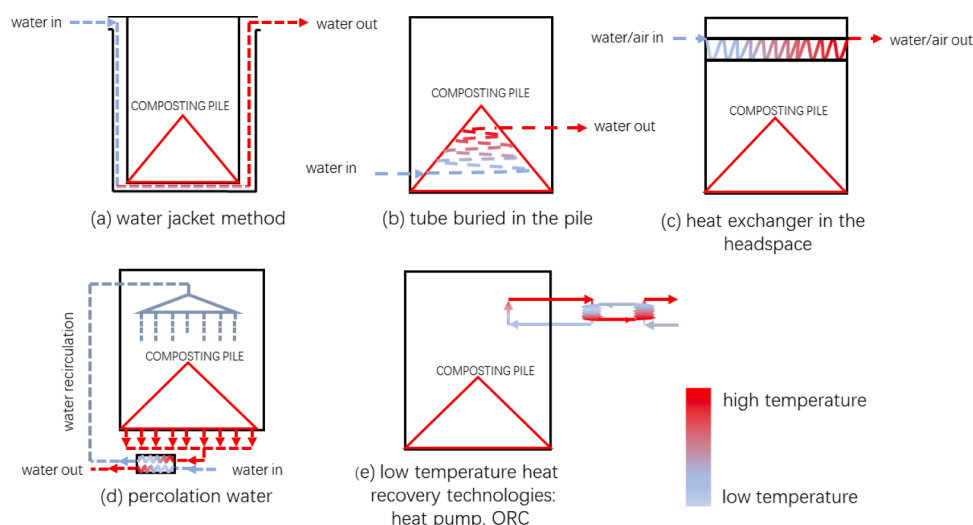 water in
water out
COMPOSTING PILE
(a) water jacket method
COMPOSTING PILE
water out
water in
(b) tube buried in the pile
water/air in
water/air out
COMPOSTING PILE
(c) heat exchanger in the
headspace
water recirculation
COMPOSTING PILE
water out
water in
(d) percolation water
COMPOSTING PILE
(e) low temperature heat
recovery technologies:
heat pump, ORC
high temperature
low temperature